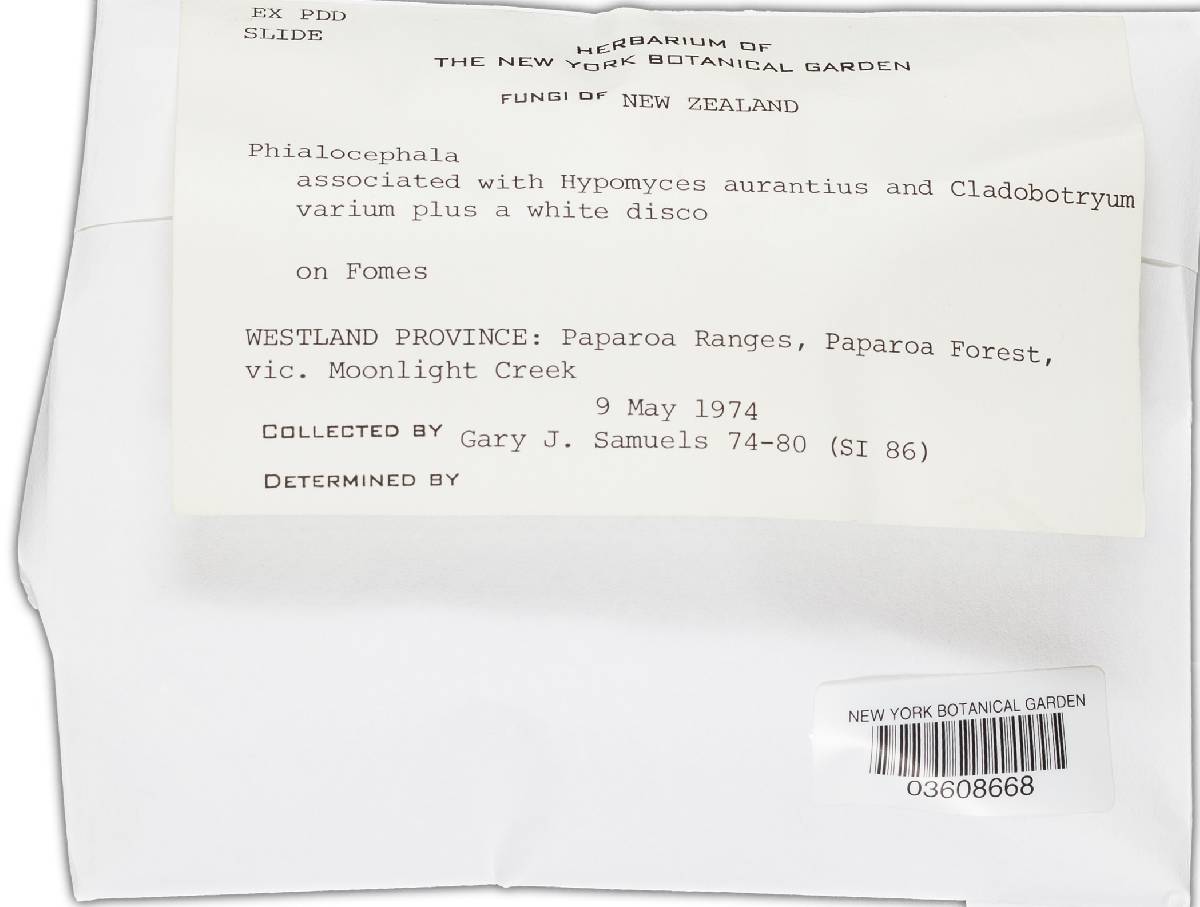 EX PDD
SLIDE
HERBARIUM OF
THE NEW YORK BOTANICAL GARDEN
FUNGI OF NEW ZEALAND
Phialocephala
associated with Hypomyces aurantius and Cladobotryum
varium plus a white disco
on Fomes
WESTLAND PROVINCE: Paparoa Ranges, Paparoa Forest,
vic. Moonlight Creek
9 May 1974
COLLECTED BY Gary J. Samuels 74-80 (SI 86)
DETERMINED BY
NEW YORK BOTANICAL GARDEN
03608668